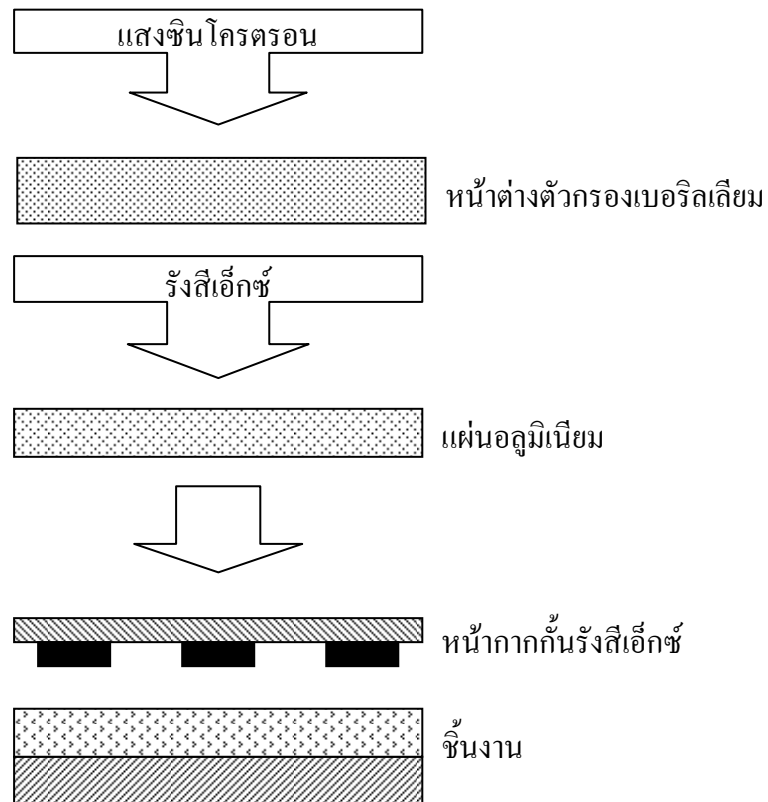 แสงซินโครตรอน
หน้าต่างตัวกรองเบอริลเลียม
รังสีเอ็กซ์
แผ่นอลูมิเนียม
หน้ากากกั้นรังสีเอ็กซ์
ชิ้นงาน